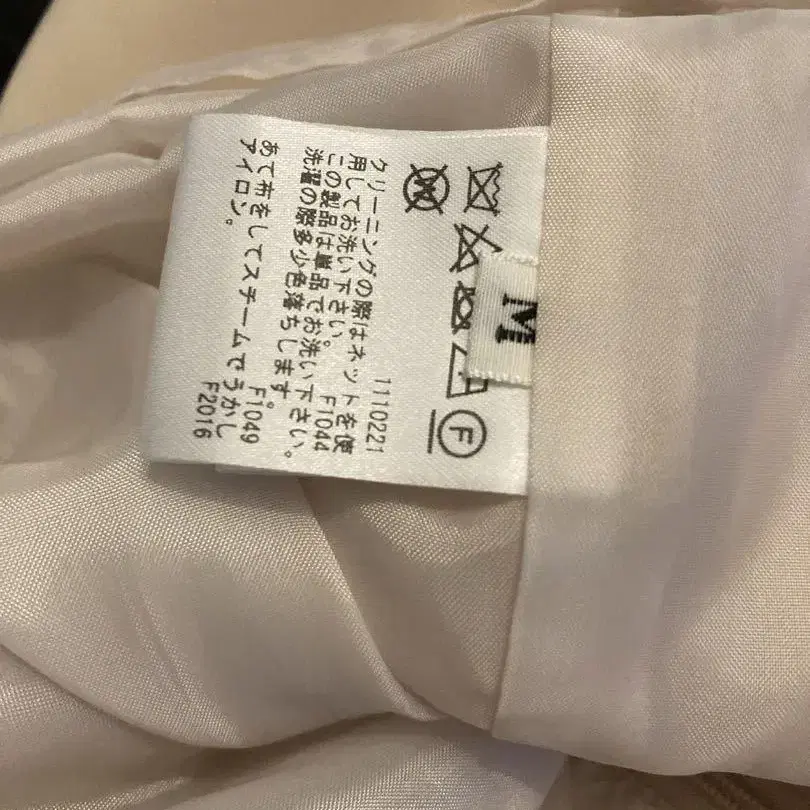 M
W
F
1110221
クリーニングの際はネットを使
用してお洗い下さい。 F1044
この製品は単品でお洗い下さい。
洗濯の際多少色落ちします。
F1049
あて布をしてスチームでうかし
アイロン。 F2016